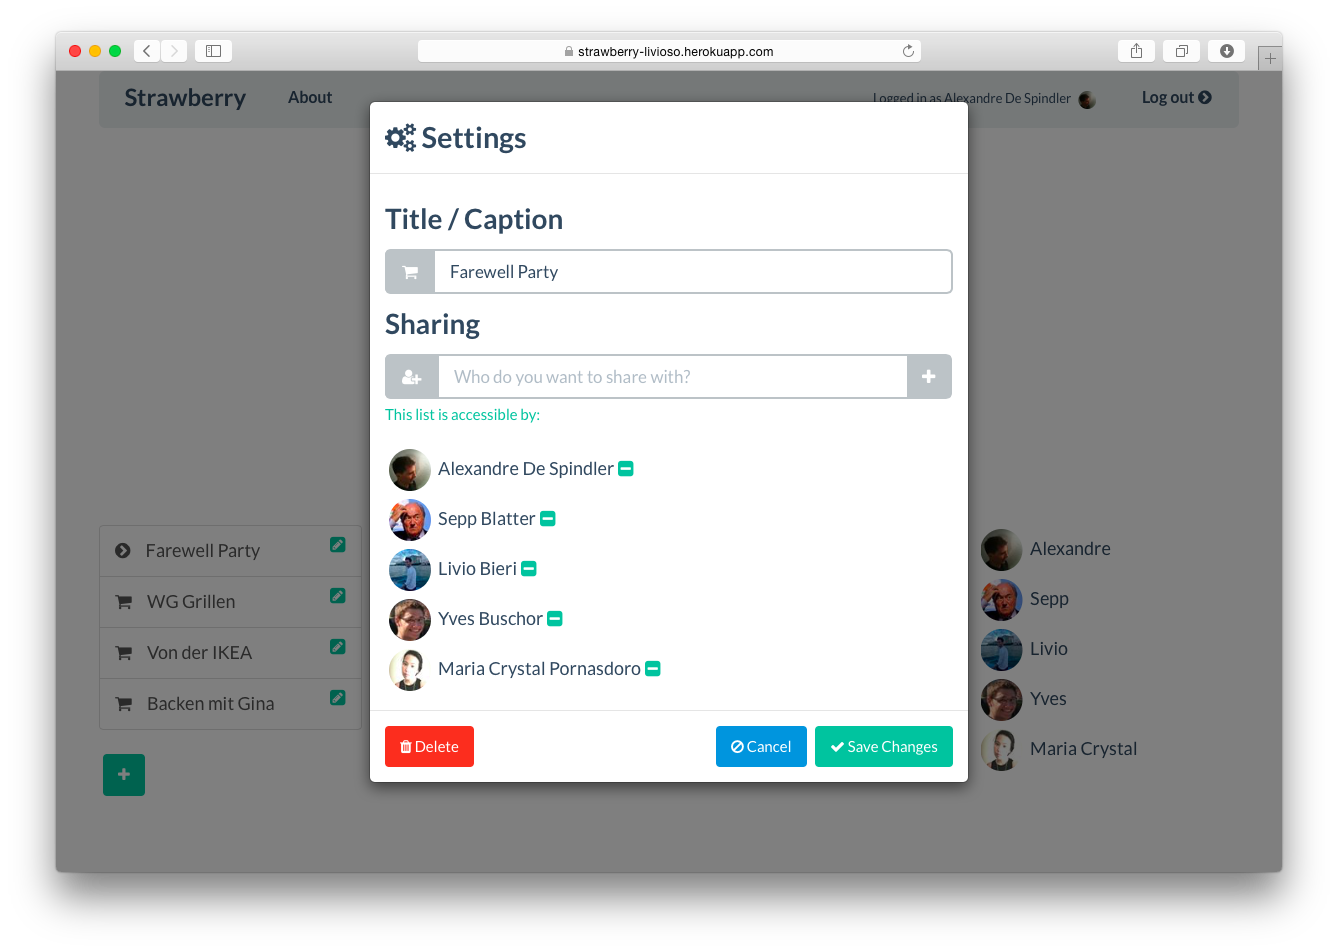 strawberry-livioso.herokuapp.com
Strawberry
About
Logged in as Alexandre De Spindler
Log out
Settings
Title / Caption
Farewell Party
Sharing
Who do you want to share with?
This list is accessible by:
Alexandre De Spindler
Sepp Blatter
Livio Bieri
Yves Buschor
Maria Crystal Pornasdoro
Delete
Cancel
Save Changes
Farewell Party
WG Grillen
Von der IKEA
Backen mit Gina
Alexandre
Sepp
Livio
Yves
Maria Crystal